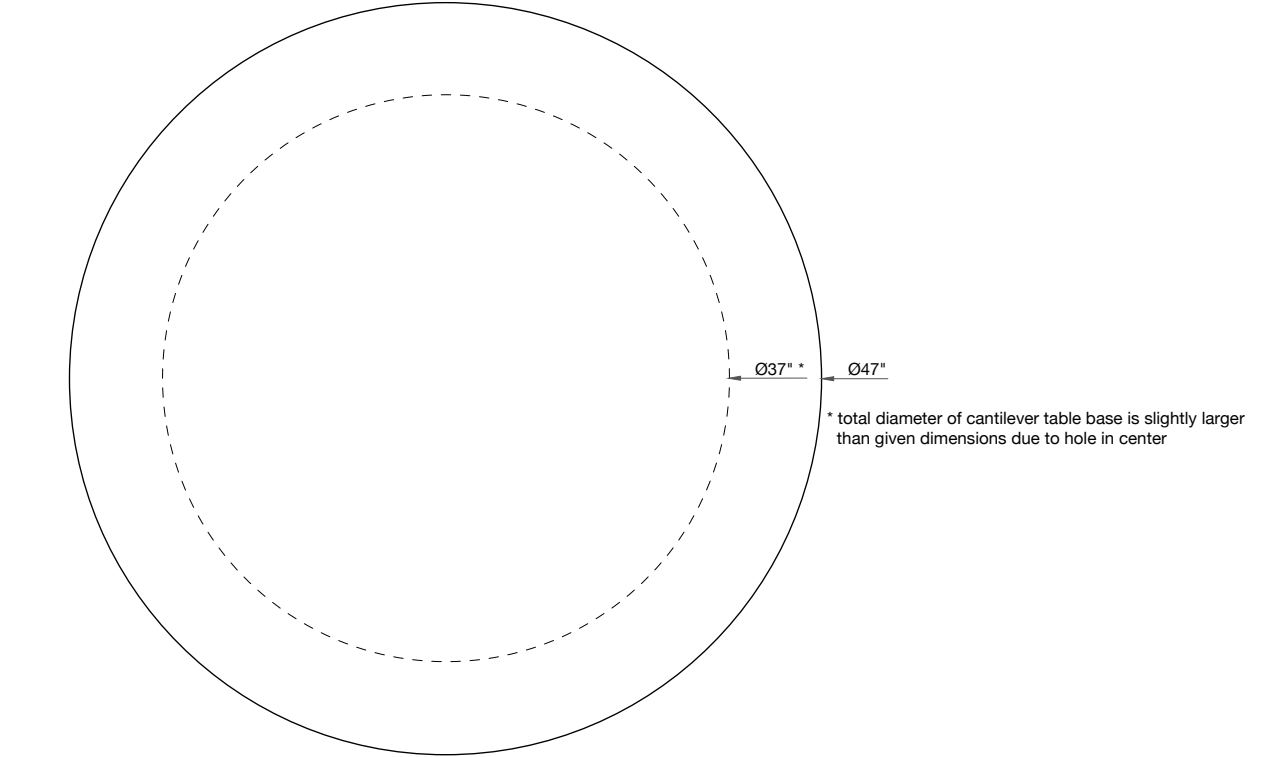 Ø37" *
Ø47"
* total diameter of cantilever table base is slightly larger
than given dimensions due to hole in center